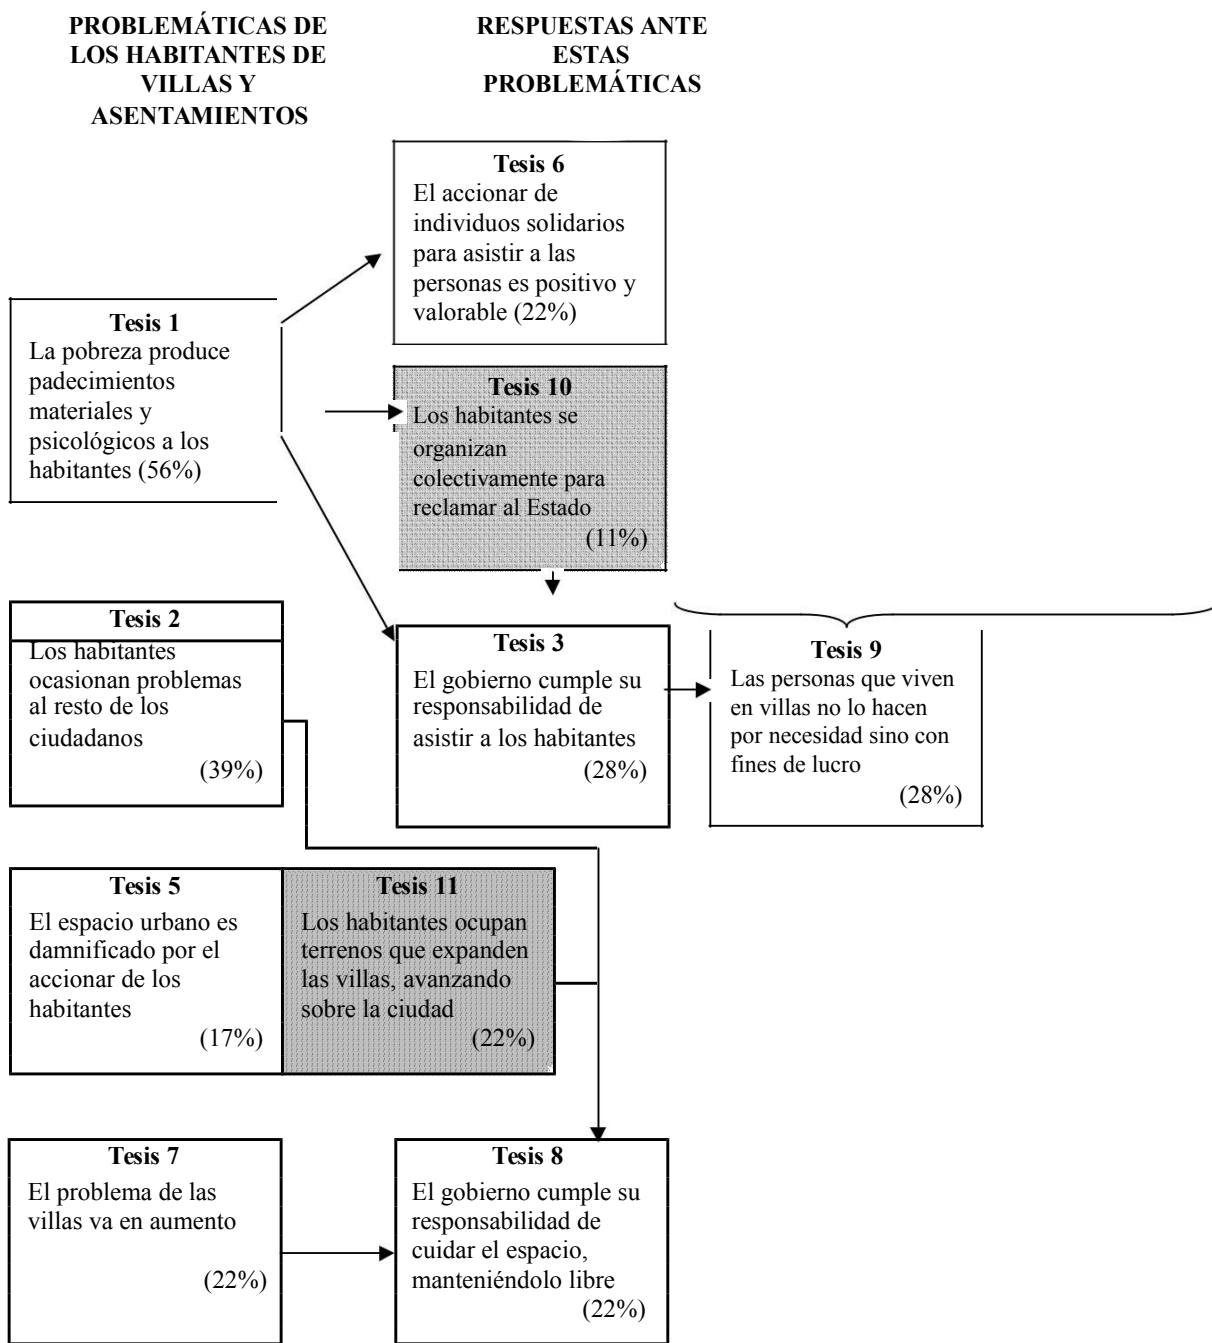 PROBLEMÁTICAS DE
LOS HABITANTES DE
VILLAS Y
ASENTAMIENTOS
RESPUESTAS ANTE
ESTAS
PROBLEMÁTICAS
Tesis 6
El accionar de
individuos solidarios
para asistir a las
personas es positivo y
valorable (22%)
Tesis 1
La pobreza produce
padecimientos
materiales y
psicológicos a los
habitantes (56%)
Tesis 10
Los habitantes se
organizan
colectivamente para
reclamar al Estado
(11%)
Tesis 2
Los habitantes
ocasionan problemas
al resto de los
ciudadanos
(39%)
Tesis 3
El gobierno cumple su
responsabilidad de
asistir a los habitantes
(28%)
Tesis 9
Las personas que viven
en villas no lo hacen
por necesidad sino con
fines de lucro
(28%)
Tesis 5
El espacio urbano es
damnificado por el
accionar de los
habitantes
(17%)
Tesis 11
Los habitantes ocupan
terrenos que expanden
las villas, avanzando
sobre la ciudad
(22%)
Tesis 7
El problema de las
villas va en aumento
(22%)
Tesis 8
El gobierno cumple su
responsabilidad de
cuidar el espacio,
manteniéndolo libre
(22%)